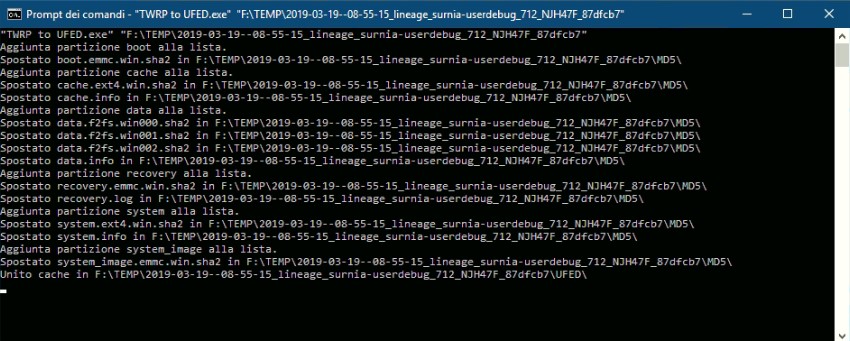 Prompt dei comandi - "TWRP to UFED.exe" "F:\TEMP\2019-03-19--08-55-15_lineage_surnia-userdebug_712_NJH47F_87dfcb7"
"TWRP to UFED.exe" "F:\TEMP\2019-03-19--08-55-15_lineage_surnia-userdebug_712_NJH47F_87dfcb7"
Aggiunta partizione boot alla lista.
Spostato boot.emmc.win.sha2 in F:\TEMP\2019-03-19--08-55-15_lineage_surnia-userdebug_712_NJH47F_87dfcb7\MD5\
Aggiunta partizione cache alla lista.
Spostato cache.ext4.win.sha2 in F:\TEMP\2019-03-19--08-55-15_lineage_surnia-userdebug_712_NJH47F_87dfcb7\MD5\
Spostato cache.info in F:\TEMP\2019-03-19--08-55-15_lineage_surnia-userdebug_712_NJH47F_87dfcb7\MD5\
Aggiunta partizione data alla lista.
Spostato data.f2fs.win000.sha2 in F:\TEMP\2019-03-19--08-55-15_lineage_surnia-userdebug_712_NJH47F_87dfcb7\MD5\
Spostato data.f2fs.win001.sha2 in F:\TEMP\2019-03-19--08-55-15_lineage_surnia-userdebug_712_NJH47F_87dfcb7\MD5\
Spostato data.f2fs.win002.sha2 in F:\TEMP\2019-03-19--08-55-15_lineage_surnia-userdebug_712_NJH47F_87dfcb7\MD5\
Spostato data.info in F:\TEMP\2019-03-19--08-55-15_lineage_surnia-userdebug_712_NJH47F_87dfcb7\MD5\
Aggiunta partizione recovery alla lista.
Spostato recovery.emmc.win.sha2 in F:\TEMP\2019-03-19--08-55-15_lineage_surnia-userdebug_712_NJH47F_87dfcb7\MD5\
Spostato recovery.log in F:\TEMP\2019-03-19--08-55-15_lineage_surnia-userdebug_712_NJH47F_87dfcb7\MD5\
Aggiunta partizione system alla lista.
Spostato system.ext4.win.sha2 in F:\TEMP\2019-03-19--08-55-15_lineage_surnia-userdebug_712_NJH47F_87dfcb7\MD5\
Spostato system.info in F:\TEMP\2019-03-19--08-55-15_lineage_surnia-userdebug_712_NJH47F_87dfcb7\MD5\
Aggiunta partizione system_image alla lista.
Spostato system_image.emmc.win.sha2 in F:\TEMP\2019-03-19--08-55-15_lineage_surnia-userdebug_712_NJH47F_87dfcb7\MD5\
Unito cache in F:\TEMP\2019-03-19--08-55-15_lineage_surnia-userdebug_712_NJH47F_87dfcb7\UFED\